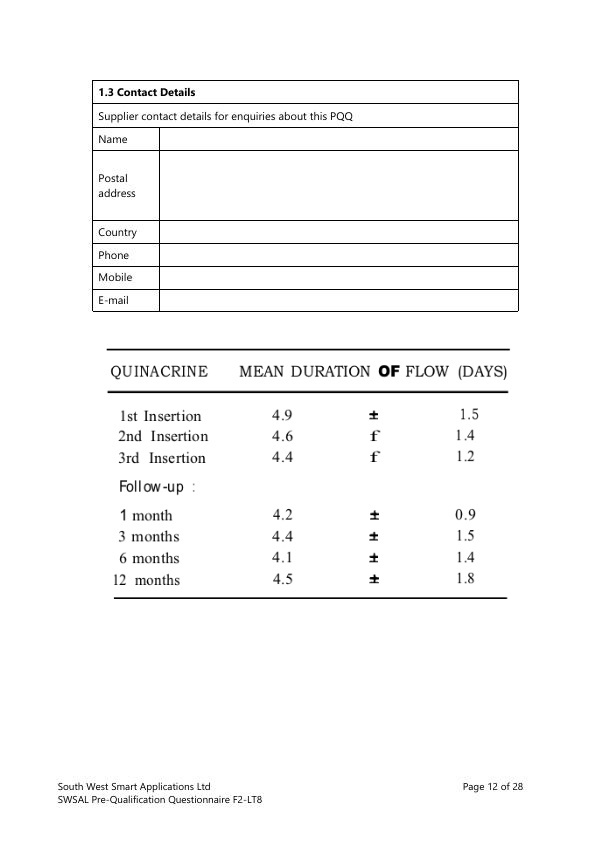 1.3 Contact Details
Supplier contact details for enquiries about this PQQ
Name
Postal
address
Country
Phone
Mobile
E-mail
QUINACRINE MEAN DURATION OF FLOW (DAYS)
1st Insertion 4.9 ± 1.5
2nd Insertion 4.6 f 1.4
3rd Insertion 4.4 f 1.2
Follow-up :
1 month 4.2 ± 0.9
3 months 4.4 ± 1.5
6 months 4.1 ± 1.4
12 months 4.5 ± 1.8
South West Smart Applications Ltd Page 12 of 28
SWSAL Pre-Qualification Questionnaire F2-LT8